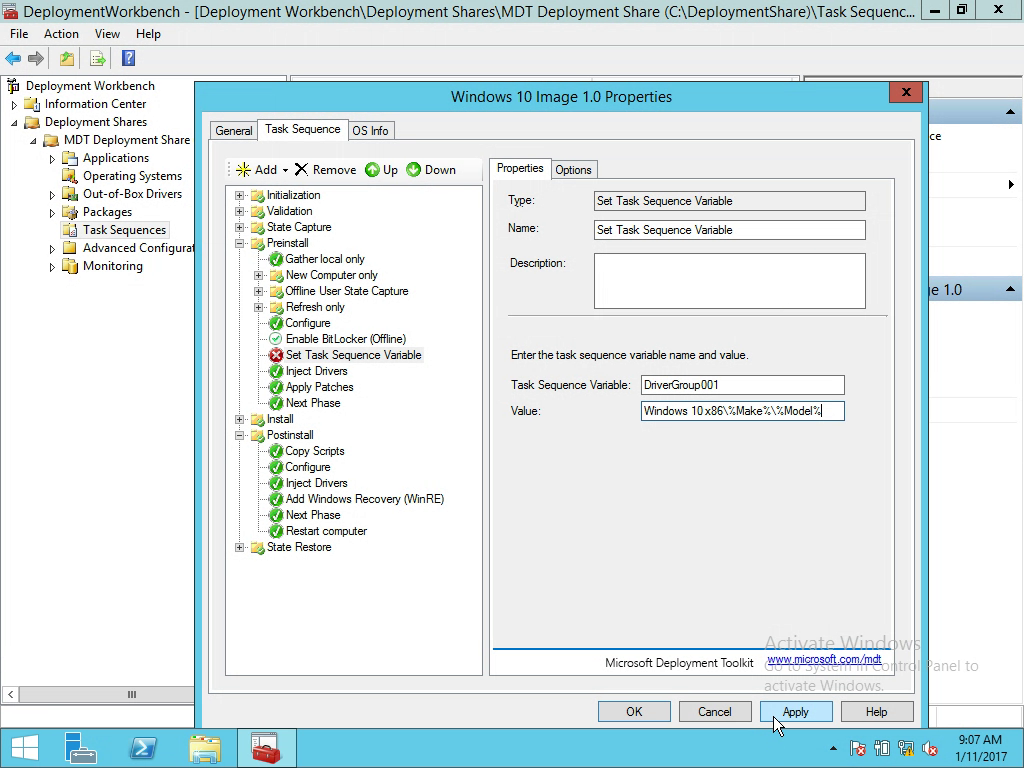 DeploymentWorkbench - [Deployment Workbench\Deployment Shares\MDT Deployment Share (C:\DeploymentShare)\Task Sequenc...
File Action View Help
Deployment Workbench
Information Center
Deployment Shares
MDT Deployment Share
Applications
Operating Systems
Out-of-Box Drivers
Packages
Task Sequences
Advanced Configurat
Monitoring
Windows 10 Image 1.0 Properties
General Task Sequence OS Info
Add Remove Up Down
Initialization
Validation
State Capture
Preinstall
Gather local only
New Computer only
Offline User State Capture
Refresh only
Configure
Enable BitLocker (Offline)
Set Task Sequence Variable
Inject Drivers
Apply Patches
Next Phase
Install
Postinstall
Copy Scripts
Configure
Inject Drivers
Add Windows Recovery (WinRE)
Next Phase
Restart computer
State Restore
Properties Options
Type: Set Task Sequence Variable
Name: Set Task Sequence Variable
Description:
Enter the task sequence variable name and value.
Task Sequence Variable: DriverGroup001
Value: Windows 10 x86\%Make%\%Model%
Microsoft Deployment Toolkit www.microsoft.com/mdt
OK Cancel Apply Help
ce
ge 1.0
Activate Windows
Go to System in Control Panel to
activate Windows.
9:07 AM
1/11/2017